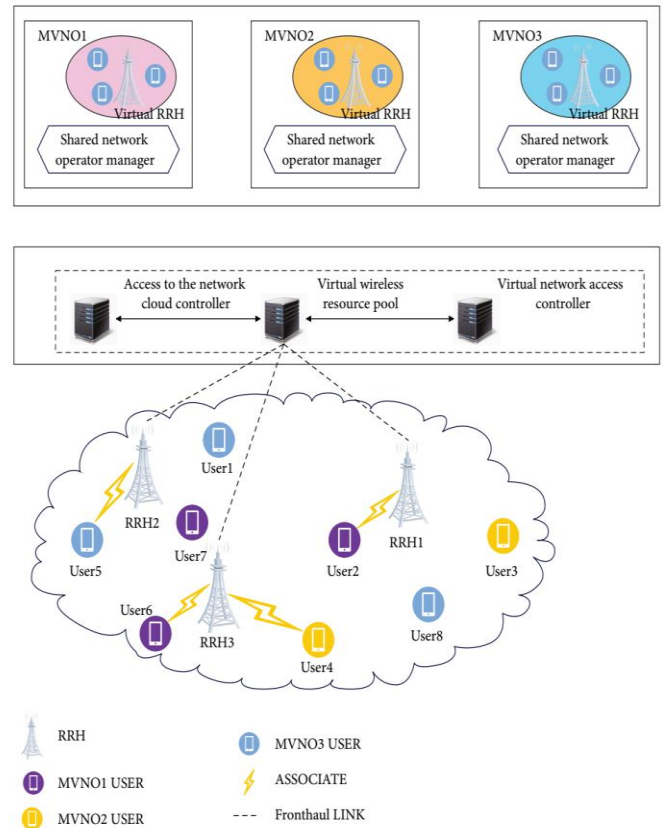 MVNO1
Virtual RRH
Shared network
operator manager
MVNO2
Virtual RRH
Shared network
operator manager
MVNO3
Virtual RRH
Shared network
operator manager
Access to the network
cloud controller
Virtual wireless
resource pool
Virtual network access
controller
User1
RRH2
User5
User7
User2
RRH1
User3
User6
RRH3
User4
User8
RRH
MVNO1 USER
MVNO2 USER
MVNO3 USER
ASSOCIATE
Fronthaul LINK